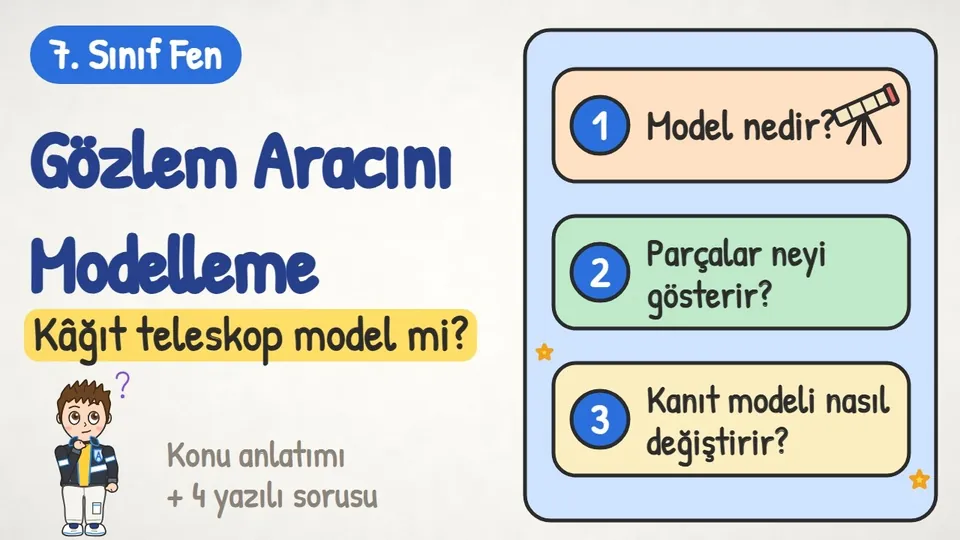 7. Sınıf Fen
Gözlem Aracını
Modelleme
Kâğıt teleskop model mi?
?
Konu anlatımı
+ 4 yazılı sorusu
1
Model nedir?
2
Parçalar neyi
gösterir?
3
Kanıt modeli nasıl
değiştirir?